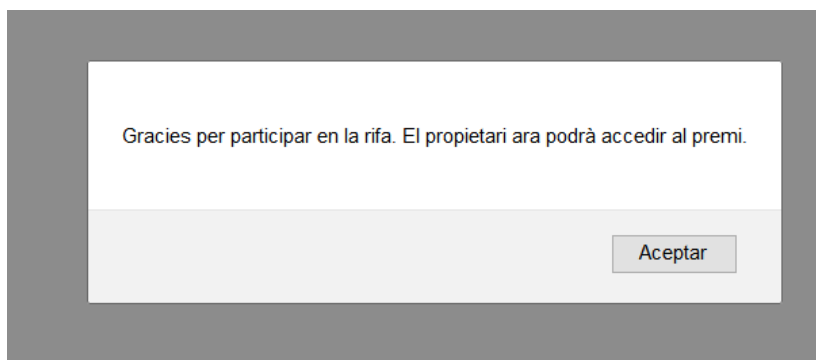 Gracies per participar en la rifa. El propietari ara podrà accedir al premi.
Aceptar